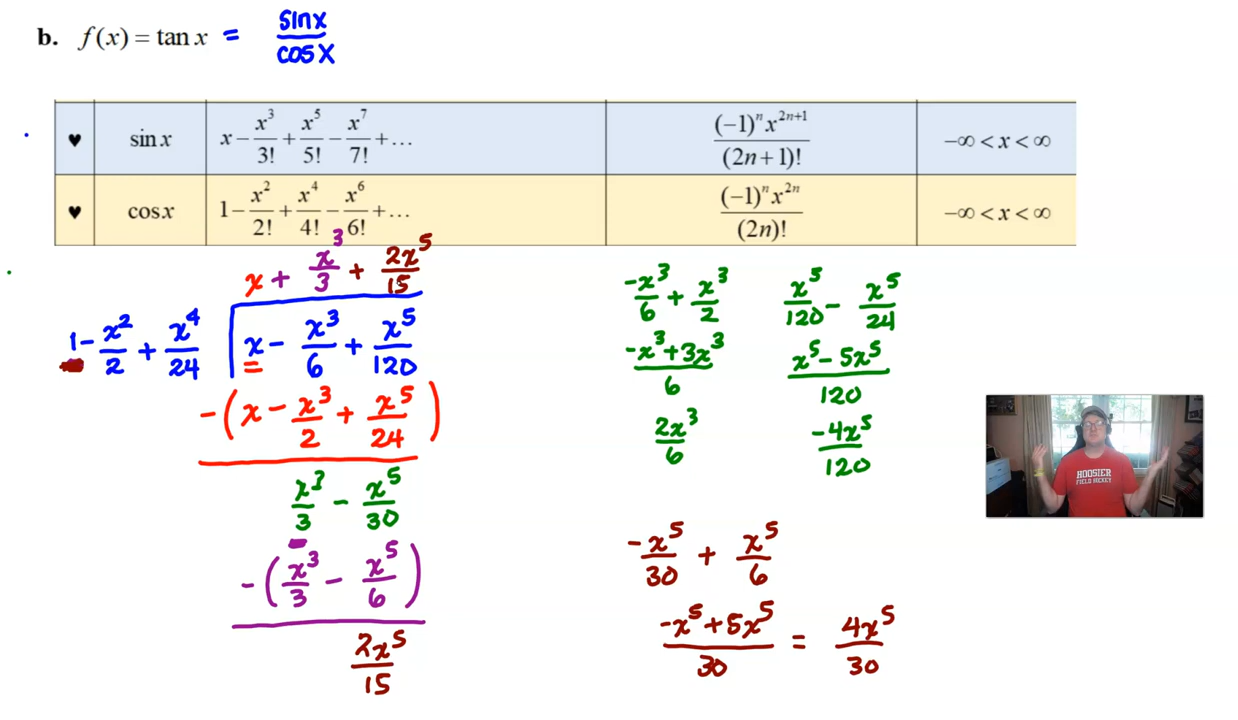 b. f(x) = tan x = sinx/cosx
♥ sin x x − x³/3! + x⁵/5! − x⁷/7! + ... (−1)ⁿx²ⁿ⁺¹/(2n+1)! −∞ < x < ∞
♥ cos x 1 − x²/2! + x⁴/4! − x⁶/6! + ... (−1)ⁿx²ⁿ/(2n)! −∞ < x < ∞
x + x³/3 + 2x⁵/15
1 − x²/2 + x⁴/24 x − x³/6 + x⁵/120
−(x − x³/2 + x⁵/24)
x³/3 − x⁵/30
−(x³/3 − x⁵/6)
2x⁵/15
−x³/6 + x³/2
−x³+3x³/6
2x³/6
x⁵/120 − x⁵/24
x⁵−5x⁵/120
−4x⁵/120
−x⁵/30 + x⁵/6
−x⁵+5x⁵/30 = 4x⁵/30
HOOSIER
FIELD HOCKEY